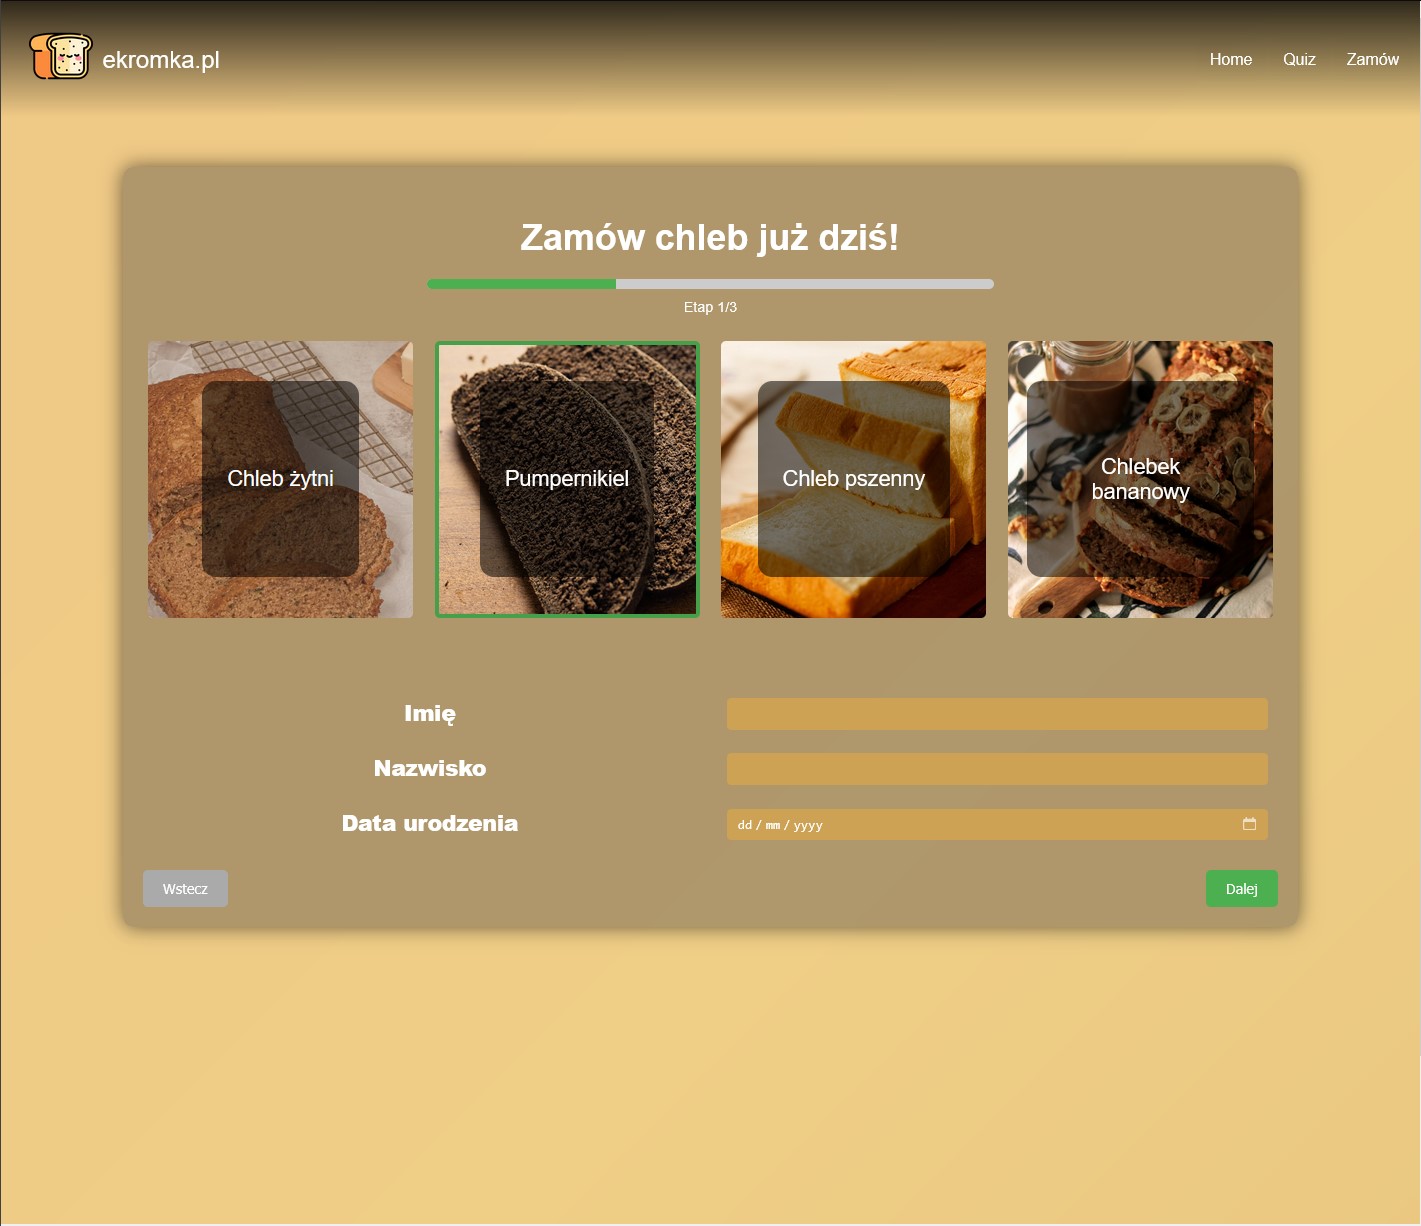 ekromka.pl
Home
Quiz
Zamów
Zamów chleb już dziś!
Etap 1/3
Chleb żytni
Pumpernikiel
Chleb pszenny
Chlebek
bananowy
Imię
Nazwisko
Data urodzenia
dd / mm / yyyy
Wstecz
Dalej